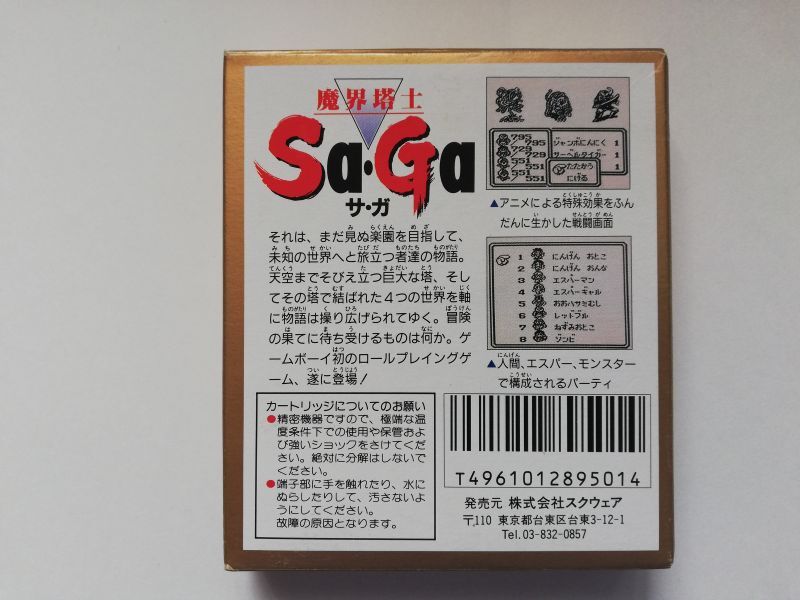 魔界塔士
Sa・Ga
サ・ガ
それは、まだ見ぬ楽園を目指して、
未知の世界へと旅立つ者達の物語。
天空までそびえ立つ巨大な塔、そし
てその塔で結ばれた4つの世界を軸
に物語は操り広げられてゆく。冒険
の果てに待ち受けるものは何か。ゲ
ームボーイ初のロールプレイングゲ
ーム、遂に登場!
カートリッジについてのお願い
●精密機器ですので、極端な温
度条件下での使用や保管およ
び強いショックをさけてくだ
さい。絶対に分解はしないで
ください。
●端子部に手を触れたり、水に
ぬらしたりして、汚さないよ
うにしてください。
故障の原因となります。
795
/795
729
/729
551
/551
551
551
ジャンボにんにく 1
サーベルタイガー 1
たたかう
にげる
▲アニメによる特殊効果をふん
だんに生かした戦闘画面
1 にんげん おとこ
2 にんげん おんな
3 エスパーマン
4 エスパーギャル
5 おおハサミむし
6 レッドブル
7 ねずみおとこ
8 ゾンビ
▲人間、エスパー、モンスター
で構成されるパーティ
T4961012895014
発売元 株式会社スクウェア
〒110 東京都台東区台東3-12-1
Tel.03-832-0857